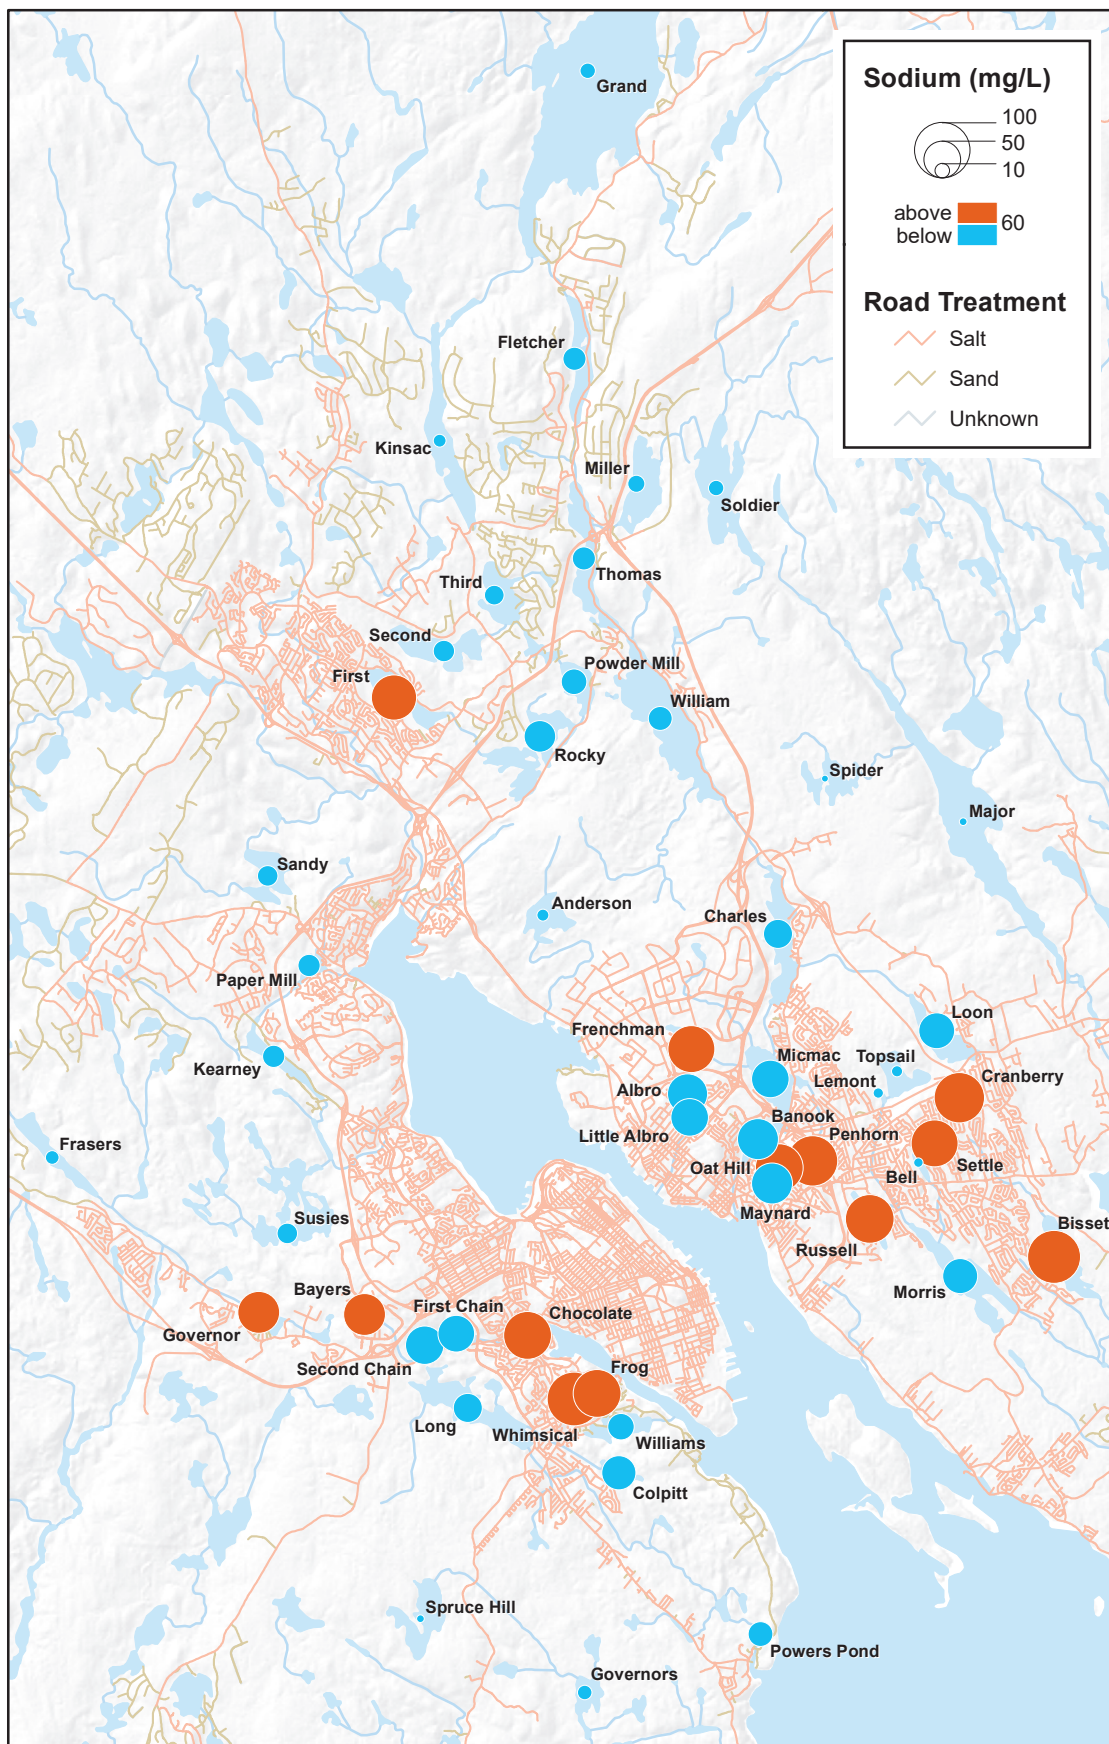 Sodium (mg/L)
100
50
10
above
below
60
Road Treatment
Salt
Sand
Unknown
Grand
Fletcher
Kinsac
Miller
Soldier
Thomas
Third
Second
First
Powder Mill
William
Rocky
Spider
Major
Sandy
Anderson
Charles
Paper Mill
Kearney
Frenchman
Loon
Micmac
Topsail
Albro
Lemont
Cranberry
Banook
Little Albro
Penhorn
Frasers
Oat Hill
Settle
Bell
Maynard
Susies
Russell
Bisset
Morris
Bayers
Governor
First Chain
Chocolate
Second Chain
Frog
Long
Whimsical
Williams
Colpitt
Spruce Hill
Powers Pond
Governors